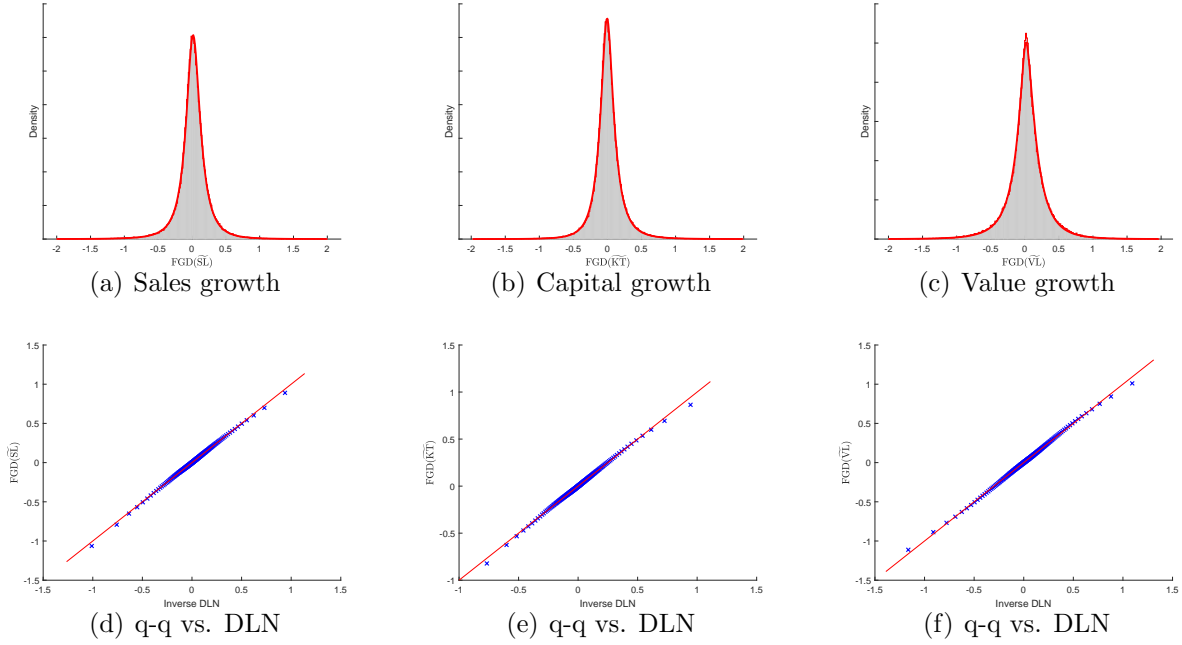 Density
-2 -1.5 -1 -0.5 0 0.5 1 1.5 2
FGD(S͠L)
(a) Sales growth
Density
-2 -1.5 -1 -0.5 0 0.5 1 1.5 2
FGD(K͠T)
(b) Capital growth
Density
-2 -1.5 -1 -0.5 0 0.5 1 1.5 2
FGD(V͠L)
(c) Value growth
1.5
1
0.5
0
-0.5
-1
-1.5
FGD(S͠L)
-1.5 -1 -0.5 0 0.5 1 1.5
Inverse DLN
(d) q-q vs. DLN
1.5
1
0.5
0
-0.5
-1
FGD(K͠T)
-1 -0.5 0 0.5 1 1.5
Inverse DLN
(e) q-q vs. DLN
1.5
1
0.5
0
-0.5
-1
-1.5
FGD(V͠L)
-1.5 -1 -0.5 0 0.5 1 1.5
Inverse DLN
(f) q-q vs. DLN